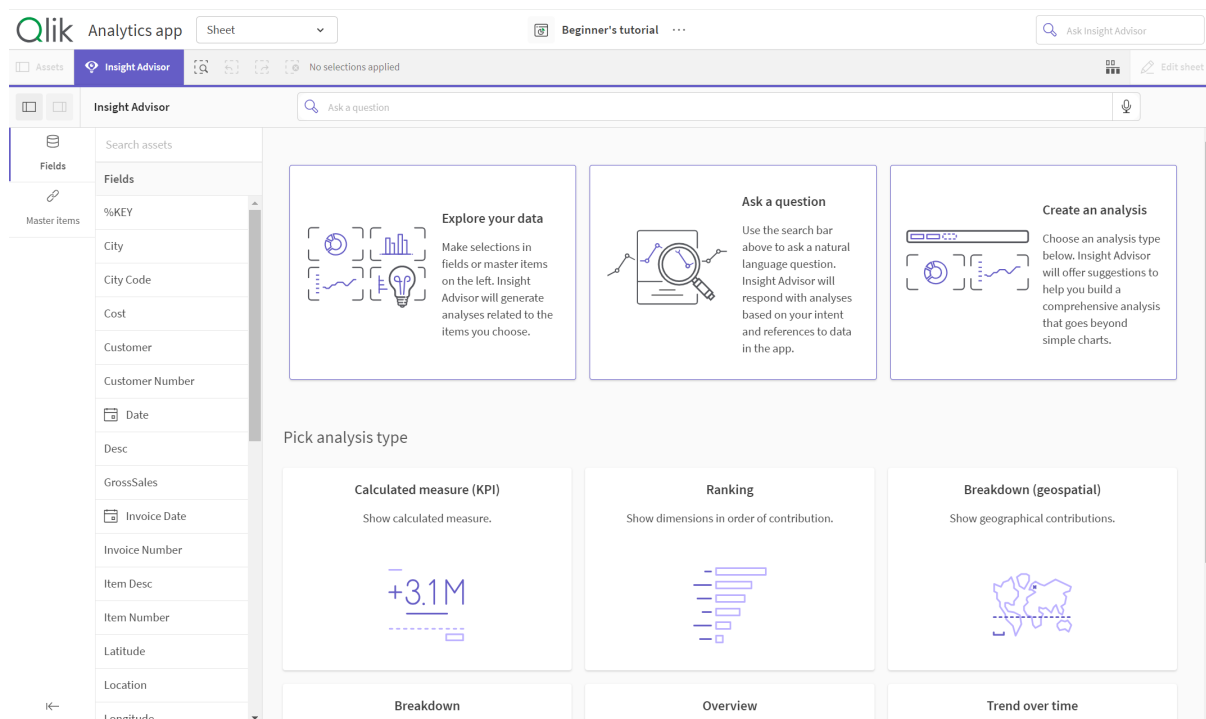 Qlik Analytics app Sheet Beginner's tutorial ... Ask Insight Advisor
Assets Insight Advisor No selections applied Edit sheet
Insight Advisor Ask a question
Fields
Master items
Search assets
Fields
%KEY
City
City Code
Cost
Customer
Customer Number
Date
Desc
GrossSales
Invoice Date
Invoice Number
Item Desc
Item Number
Latitude
Location
Longitude
Explore your data
Make selections in
fields or master items
on the left. Insight
Advisor will generate
analyses related to the
items you choose.
Ask a question
Use the search bar
above to ask a natural
language question.
Insight Advisor will
respond with analyses
based on your intent
and references to data
in the app.
Create an analysis
Choose an analysis type
below. Insight Advisor
will offer suggestions to
help you build a
comprehensive analysis
that goes beyond
simple charts.
Pick analysis type
Calculated measure (KPI)
Show calculated measure.
+3.1M
Ranking
Show dimensions in order of contribution.
Breakdown (geospatial)
Show geographical contributions.
Breakdown
Overview
Trend over time